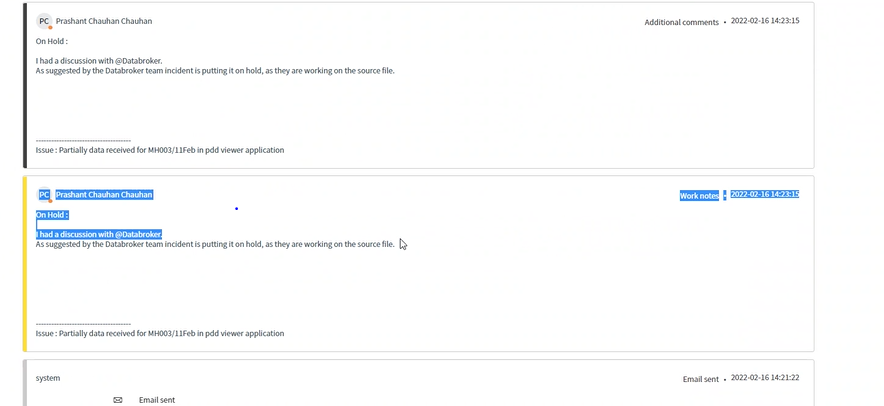 PC Prashant Chauhan Chauhan
Additional comments • 2022-02-16 14:23:15
On Hold :
I had a discussion with @Databroker.
As suggested by the Databroker team incident is putting it on hold, as they are working on the source file.
--------------------------------------
Issue : Partially data received for MH003/11Feb in pdd viewer application
PC Prashant Chauhan Chauhan
Work notes • 2022-02-16 14:23:15
On Hold :
I had a discussion with @Databroker.
As suggested by the Databroker team incident is putting it on hold, as they are working on the source file.
--------------------------------------
Issue : Partially data received for MH003/11Feb in pdd viewer application
system
Email sent • 2022-02-16 14:21:22
Email sent